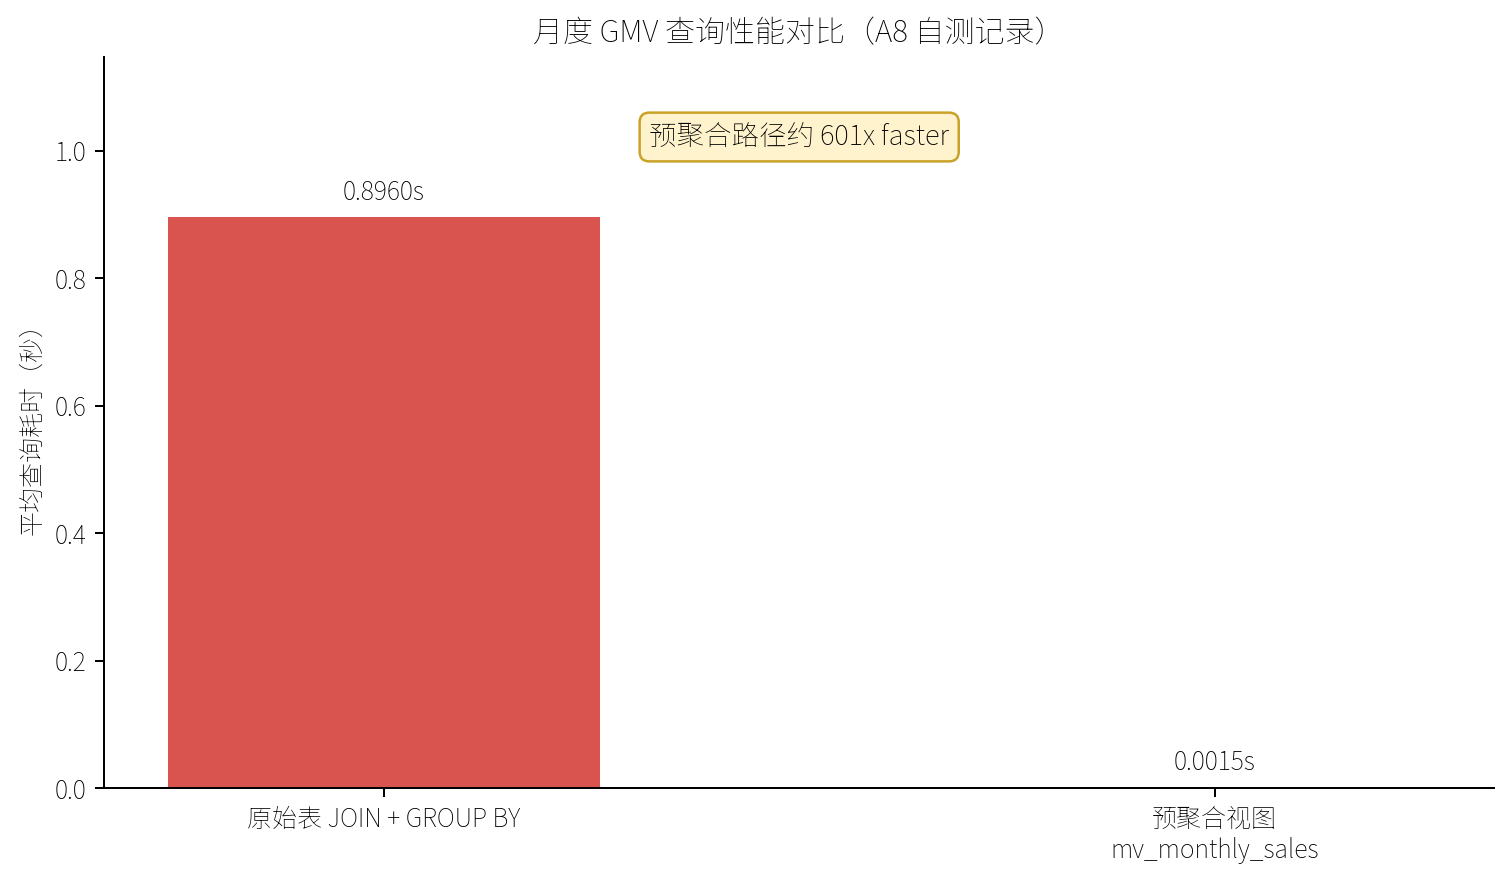 月度 GMV 查询性能对比（A8 自测记录）
预聚合路径约 601x faster
平均查询耗时（秒）
1.0
0.8
0.6
0.4
0.2
0.0
0.8960s
0.0015s
原始表 JOIN + GROUP BY
预聚合视图
mv_monthly_sales